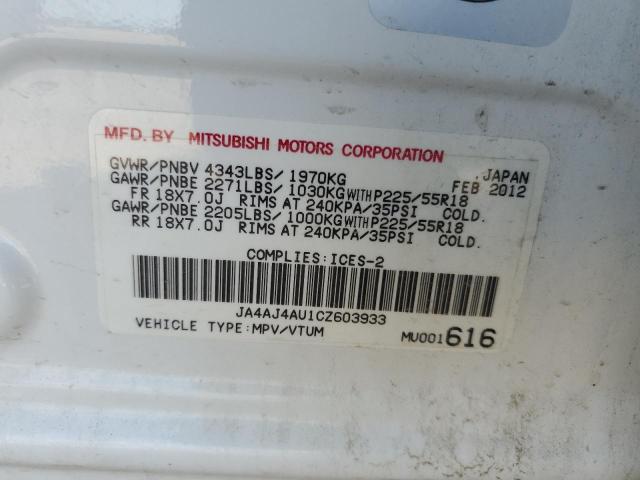 MFD. BY MITSUBISHI MOTORS CORPORATION
GVWR/PNBV 4343LBS/1970KG ,JAPAN
GAWR/PNBE 2271LBS/1030KG WITH P225/55R18 FEB 2012
FR 18X7.0J RIMS AT 240KPA/35PSI COLD.
GAWR/PNBE 2205LBS/1000KG WITH P225/55R18
RR 18X7.0J RIMS AT 240KPA/35PSI COLD.
COMPLIES:ICES-2
JA4AJ4AU1CZ603933
VEHICLE TYPE:MPV/VTUM MU001616